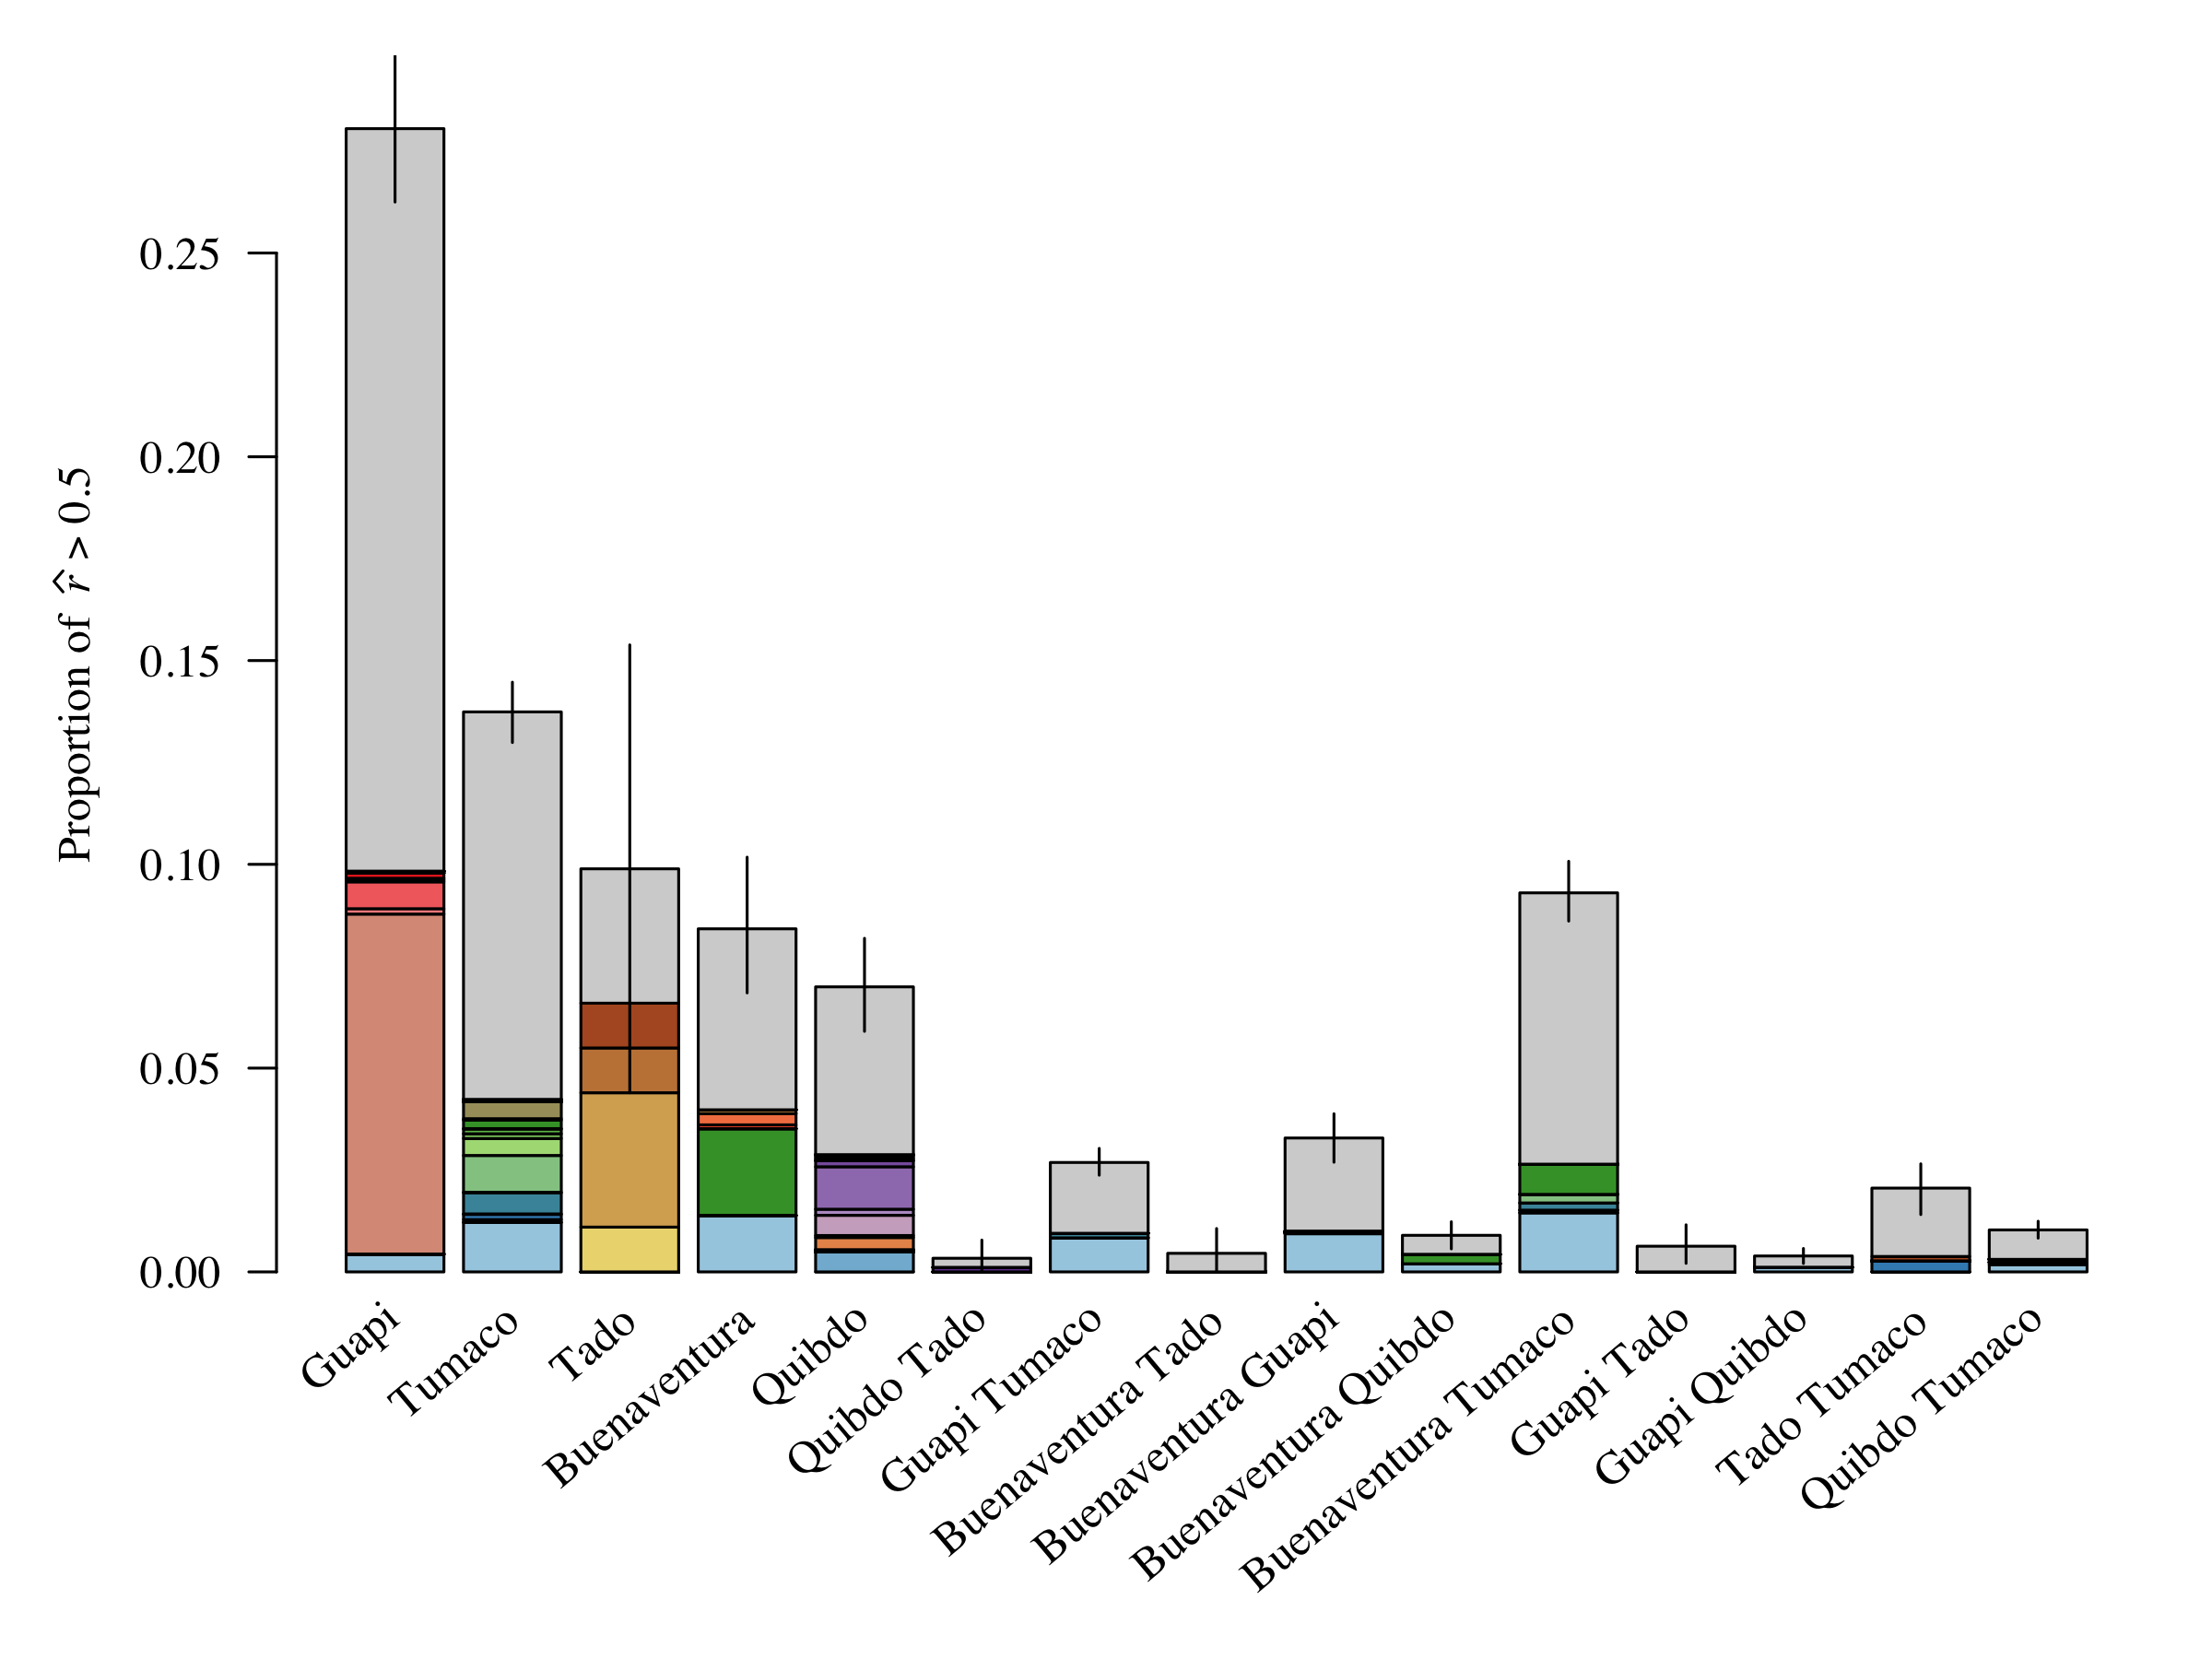 Proportion of r̂ > 0.5
0.25
0.20
0.15
0.10
0.05
0.00
Guapi
Tumaco
Tado
Buenaventura
Quibdo
Quibdo Tado
Guapi Tumaco
Buenaventura Tado
Buenaventura Guapi
Buenaventura Quibdo
Buenaventura Tumaco
Guapi Tado
Guapi Quibdo
Tado Tumaco
Quibdo Tumaco